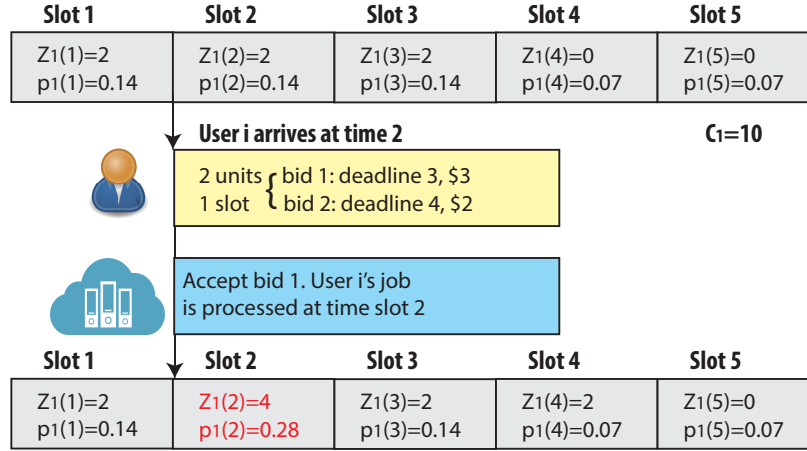 Slot 1 Slot 2 Slot 3 Slot 4 Slot 5
Z1(1)=2 Z1(2)=2 Z1(3)=2 Z1(4)=0 Z1(5)=0
p1(1)=0.14 p1(2)=0.14 p1(3)=0.14 p1(4)=0.07 p1(5)=0.07
User i arrives at time 2 C1=10
2 units { bid 1: deadline 3, $3
1 slot bid 2: deadline 4, $2
Accept bid 1. User i's job
is processed at time slot 2
Slot 1 Slot 2 Slot 3 Slot 4 Slot 5
Z1(1)=2 Z1(2)=4 Z1(3)=2 Z1(4)=2 Z1(5)=0
p1(1)=0.14 p1(2)=0.28 p1(3)=0.14 p1(4)=0.07 p1(5)=0.07